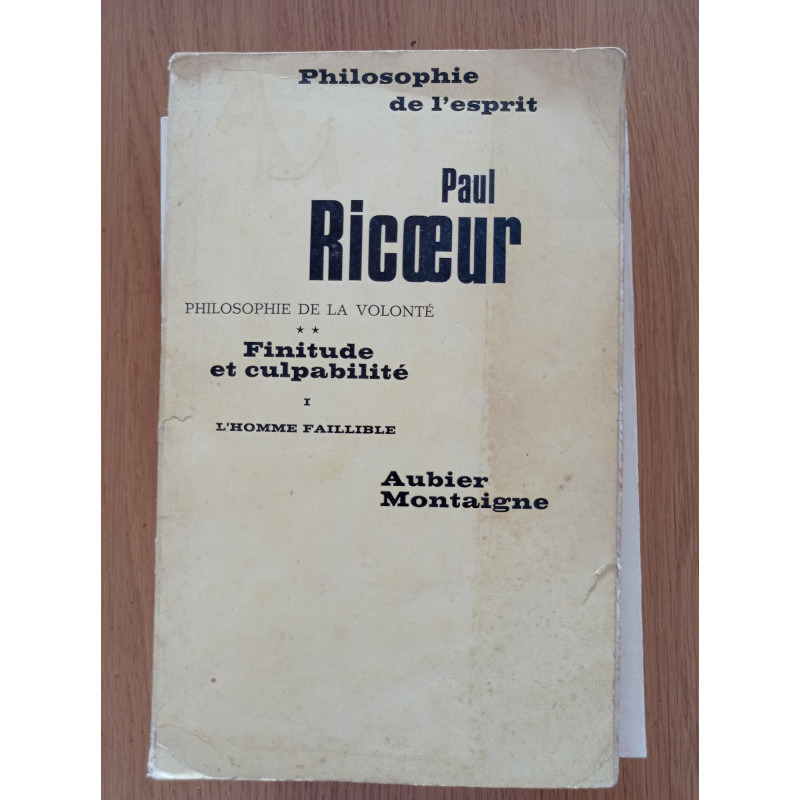 Philosophie
de l'esprit
Paul
Ricœur
PHILOSOPHIE DE LA VOLONTÉ
★ ★
Finitude
et culpabilité
I
L'HOMME FAILLIBLE
Aubier
Montaigne